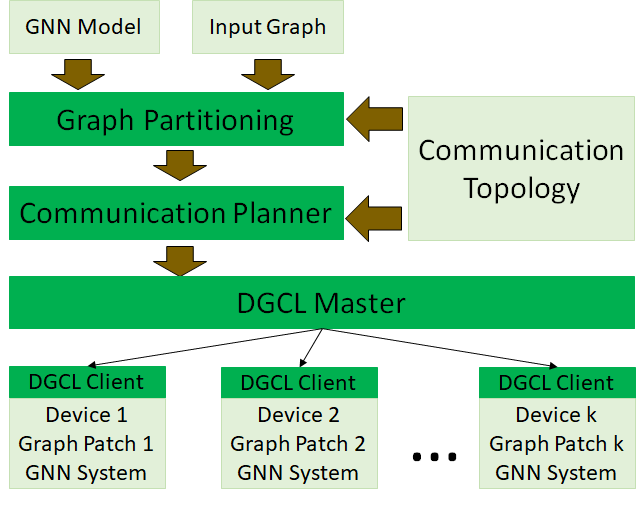 GNN Model
Input Graph
Graph Partitioning
Communication
Topology
Communication Planner
DGCL Master
DGCL Client
Device 1
Graph Patch 1
GNN System
DGCL Client
Device 2
Graph Patch 2
GNN System
...
DGCL Client
Device k
Graph Patch k
GNN System